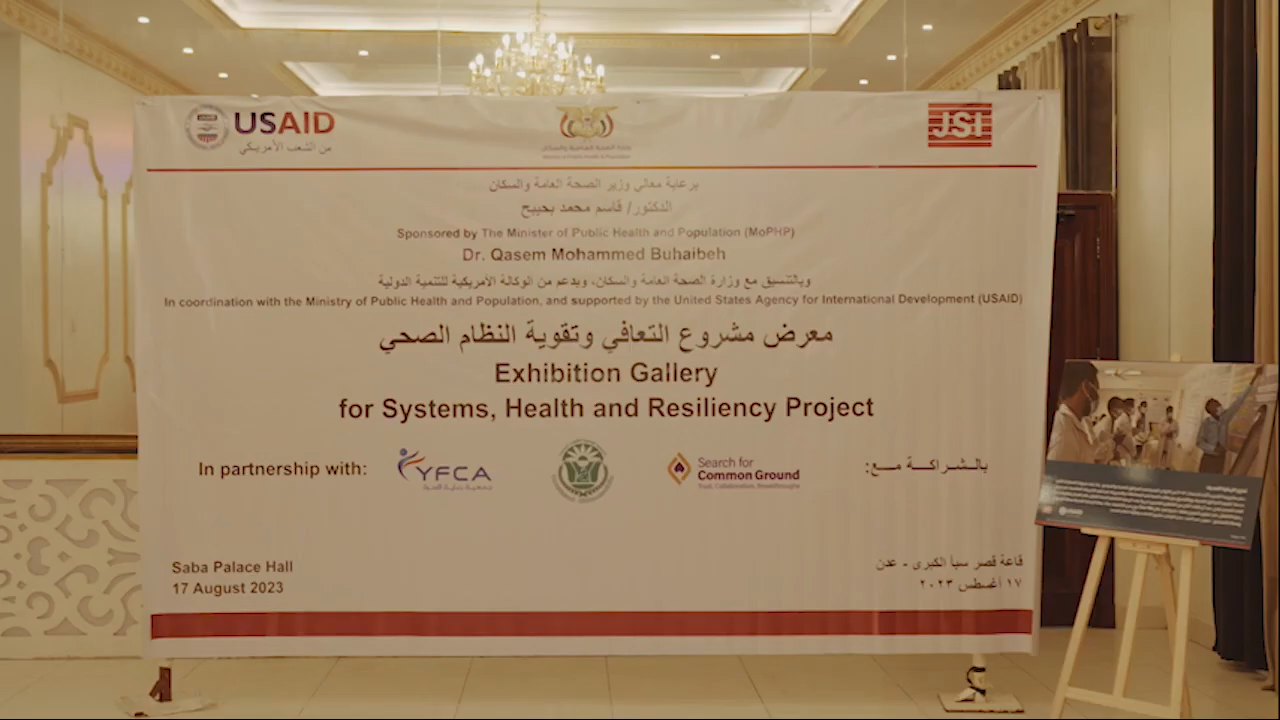 USAID
من الشعب الأمريكي
JSI
برعاية معالي وزير الصحة العامة والسكان
الدكتور/ قاسم محمد بحيبح
Sponsored by The Minister of Public Health and Population (MoPHP)
Dr. Qasem Mohammed Buhaibeh
وبالتنسيق مع وزارة الصحة العامة والسكان، وبدعم من الوكالة الأمريكية للتنمية الدولية
In coordination with the Ministry of Public Health and Population, and supported by the United States Agency for International Development (USAID)
معرض مشروع التعافي وتقوية النظام الصحي
Exhibition Gallery
for Systems, Health and Resiliency Project
In partnership with:
YFCA
Search for
Common Ground
بالـشـراكـــة مـــع:
Saba Palace Hall
17 August 2023
قاعة قصر سبأ الكبرى - عدن
١٧ أغسطس ٢٠٢٣